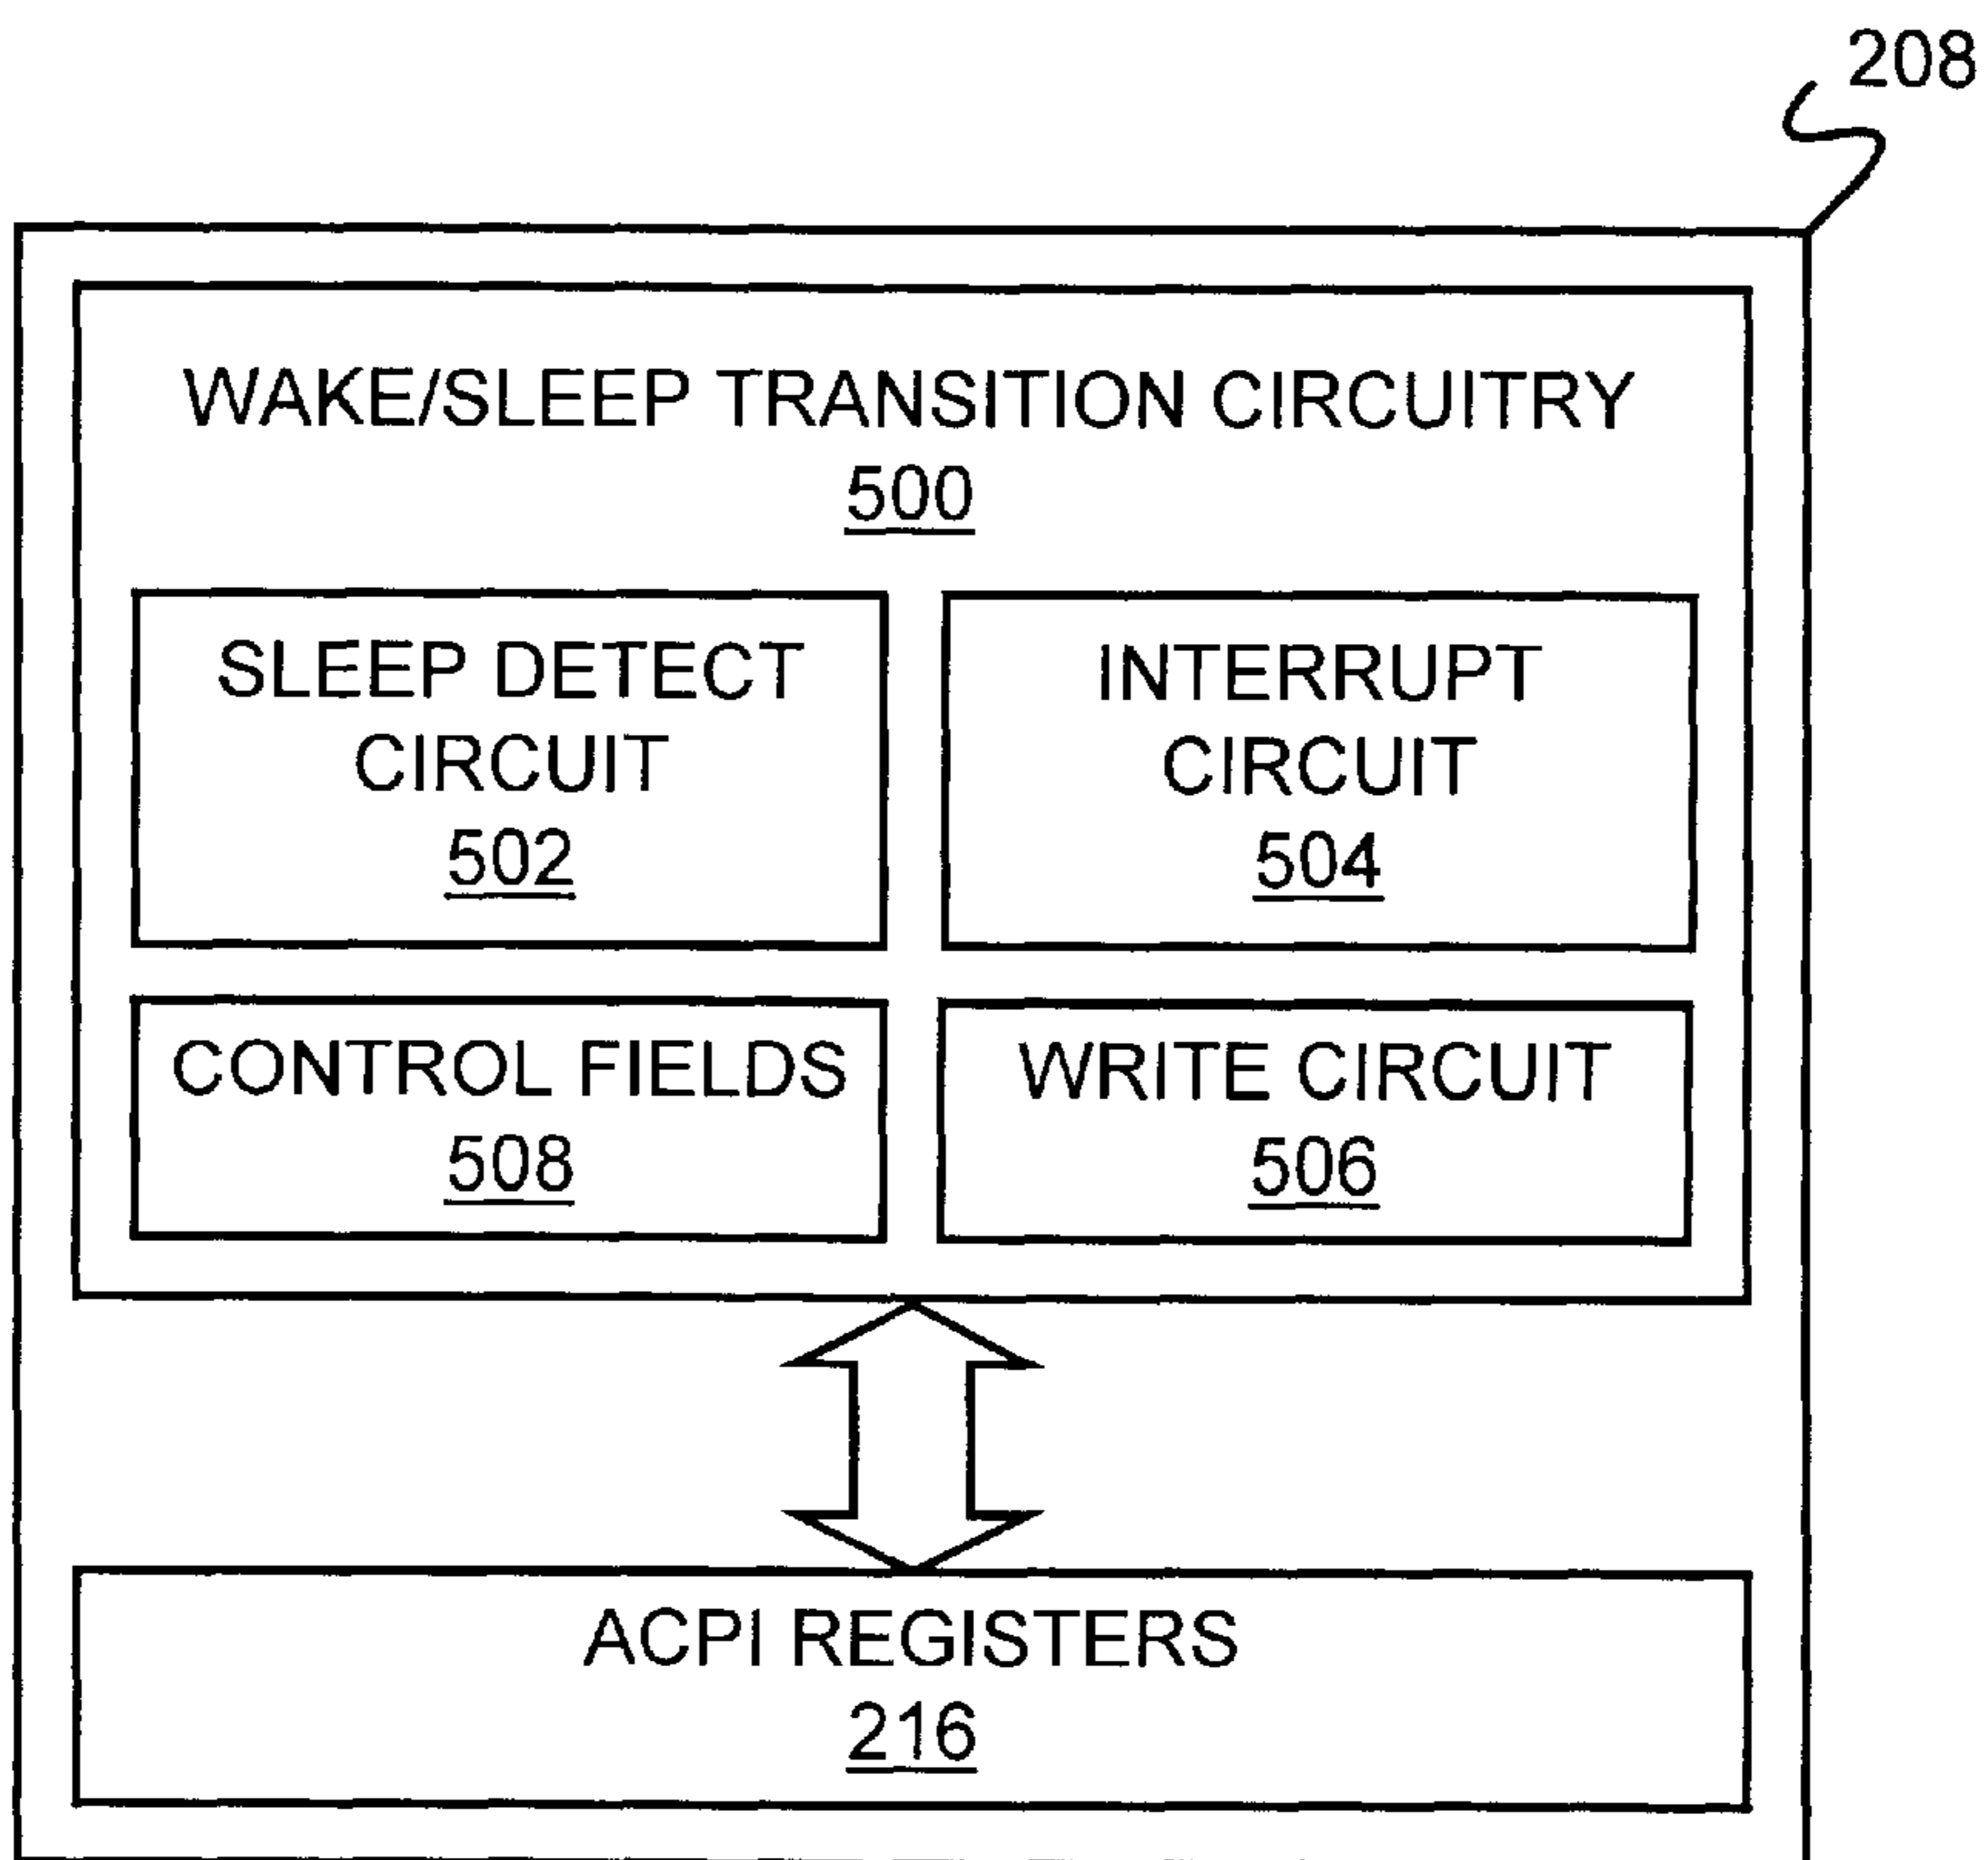 208
WAKE/SLEEP TRANSITION CIRCUITRY
500
SLEEP DETECT
CIRCUIT
502
INTERRUPT
CIRCUIT
504
CONTROL FIELDS
508
WRITE CIRCUIT
506
ACPI REGISTERS
216